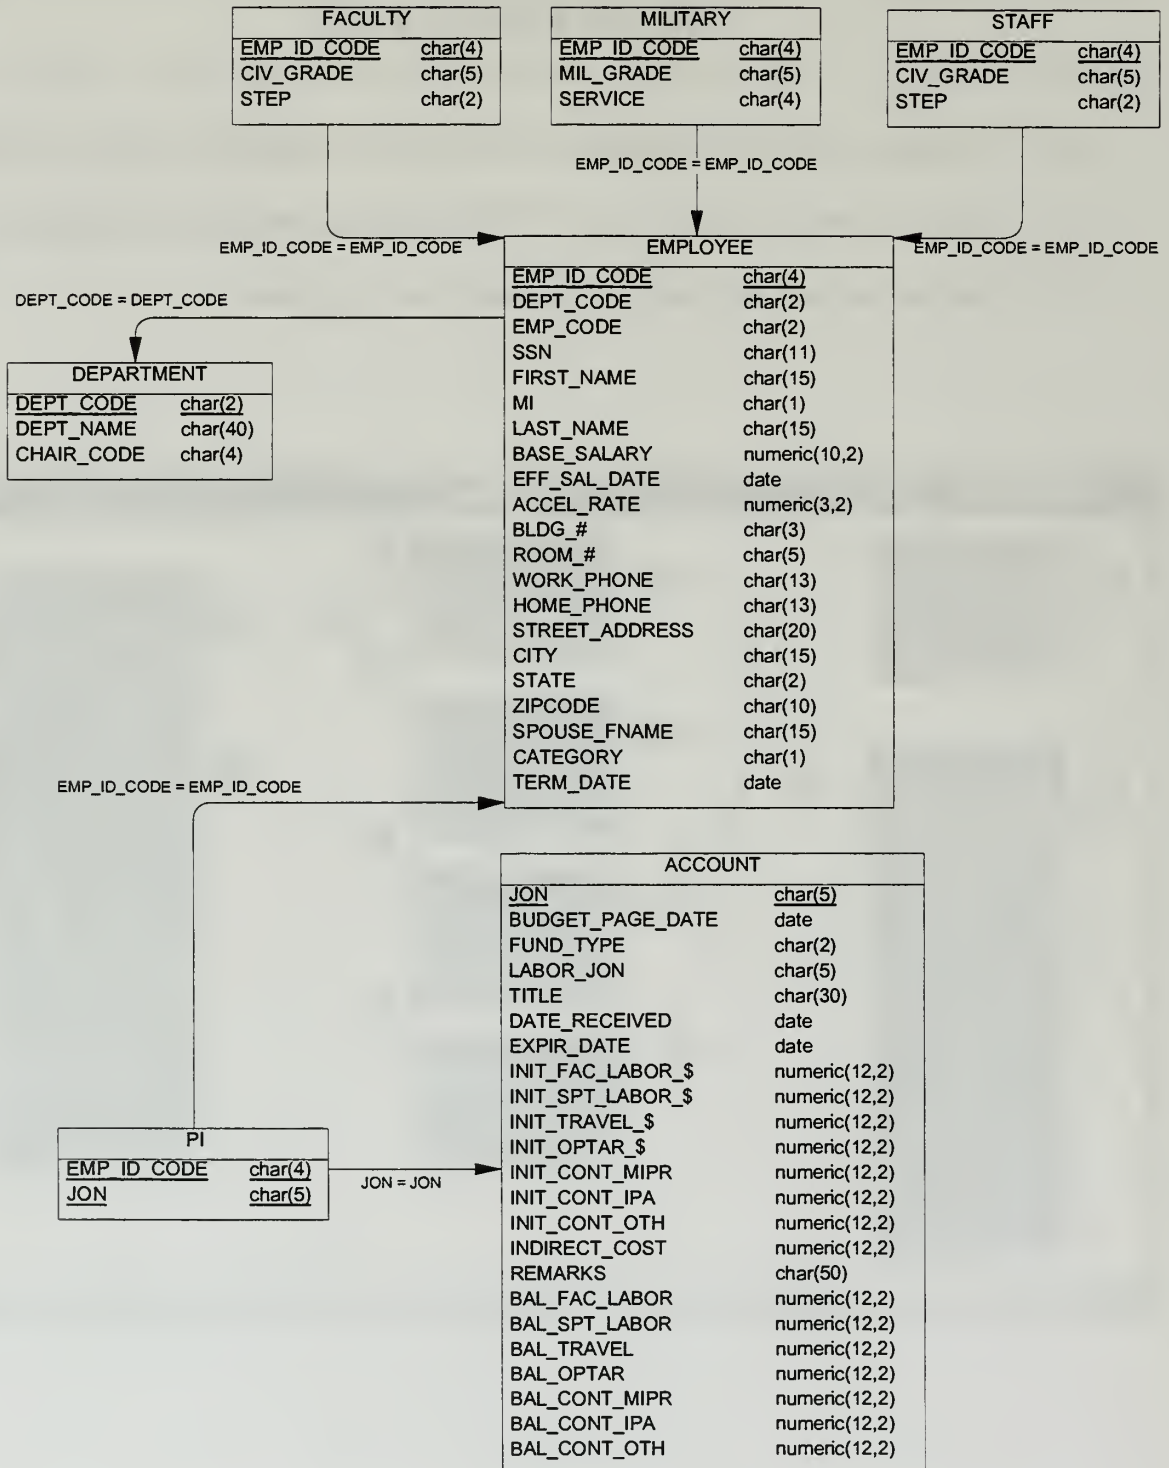 FACULTY
EMP_ID_CODE char(4)
CIV_GRADE char(5)
STEP char(2)
MILITARY
EMP_ID_CODE char(4)
MIL_GRADE char(5)
SERVICE char(4)
STAFF
EMP_ID_CODE char(4)
CIV_GRADE char(5)
STEP char(2)
EMP_ID_CODE = EMP_ID_CODE
EMP_ID_CODE = EMP_ID_CODE
EMP_ID_CODE = EMP_ID_CODE
EMPLOYEE
EMP_ID_CODE char(4)
DEPT_CODE char(2)
EMP_CODE char(2)
SSN char(11)
FIRST_NAME char(15)
MI char(1)
LAST_NAME char(15)
BASE_SALARY numeric(10,2)
EFF_SAL_DATE date
ACCEL_RATE numeric(3,2)
BLDG_# char(3)
ROOM_# char(5)
WORK_PHONE char(13)
HOME_PHONE char(13)
STREET_ADDRESS char(20)
CITY char(15)
STATE char(2)
ZIPCODE char(10)
SPOUSE_FNAME char(15)
CATEGORY char(1)
TERM_DATE date
DEPT_CODE = DEPT_CODE
DEPARTMENT
DEPT_CODE char(2)
DEPT_NAME char(40)
CHAIR_CODE char(4)
EMP_ID_CODE = EMP_ID_CODE
PI
EMP_ID_CODE char(4)
JON char(5)
JON = JON
ACCOUNT
JON char(5)
BUDGET_PAGE_DATE date
FUND_TYPE char(2)
LABOR_JON char(5)
TITLE char(30)
DATE_RECEIVED date
EXPIR_DATE date
INIT_FAC_LABOR_$ numeric(12,2)
INIT_SPT_LABOR_$ numeric(12,2)
INIT_TRAVEL_$ numeric(12,2)
INIT_OPTAR_$ numeric(12,2)
INIT_CONT_MIPR numeric(12,2)
INIT_CONT_IPA numeric(12,2)
INIT_CONT_OTH numeric(12,2)
INDIRECT_COST numeric(12,2)
REMARKS char(50)
BAL_FAC_LABOR numeric(12,2)
BAL_SPT_LABOR numeric(12,2)
BAL_TRAVEL numeric(12,2)
BAL_OPTAR numeric(12,2)
BAL_CONT_MIPR numeric(12,2)
BAL_CONT_IPA numeric(12,2)
BAL_CONT_OTH numeric(12,2)